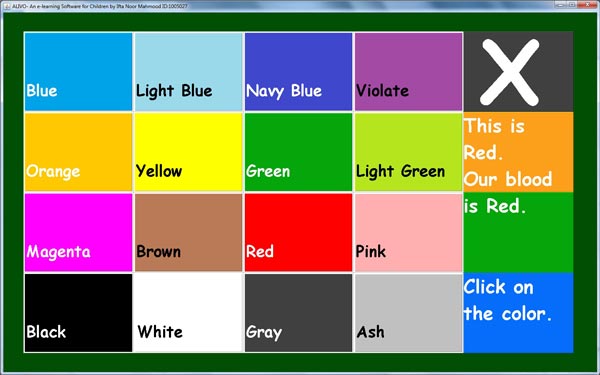 ALIVO- An e-learning Software for Children by Ifta Noor Mahmood ID:1005027
Blue
Light Blue
Navy Blue
Violate
X
Orange
Yellow
Green
Light Green
This is
Red.
Our blood
is Red.
Magenta
Brown
Red
Pink
Black
White
Gray
Ash
Click on
the color.